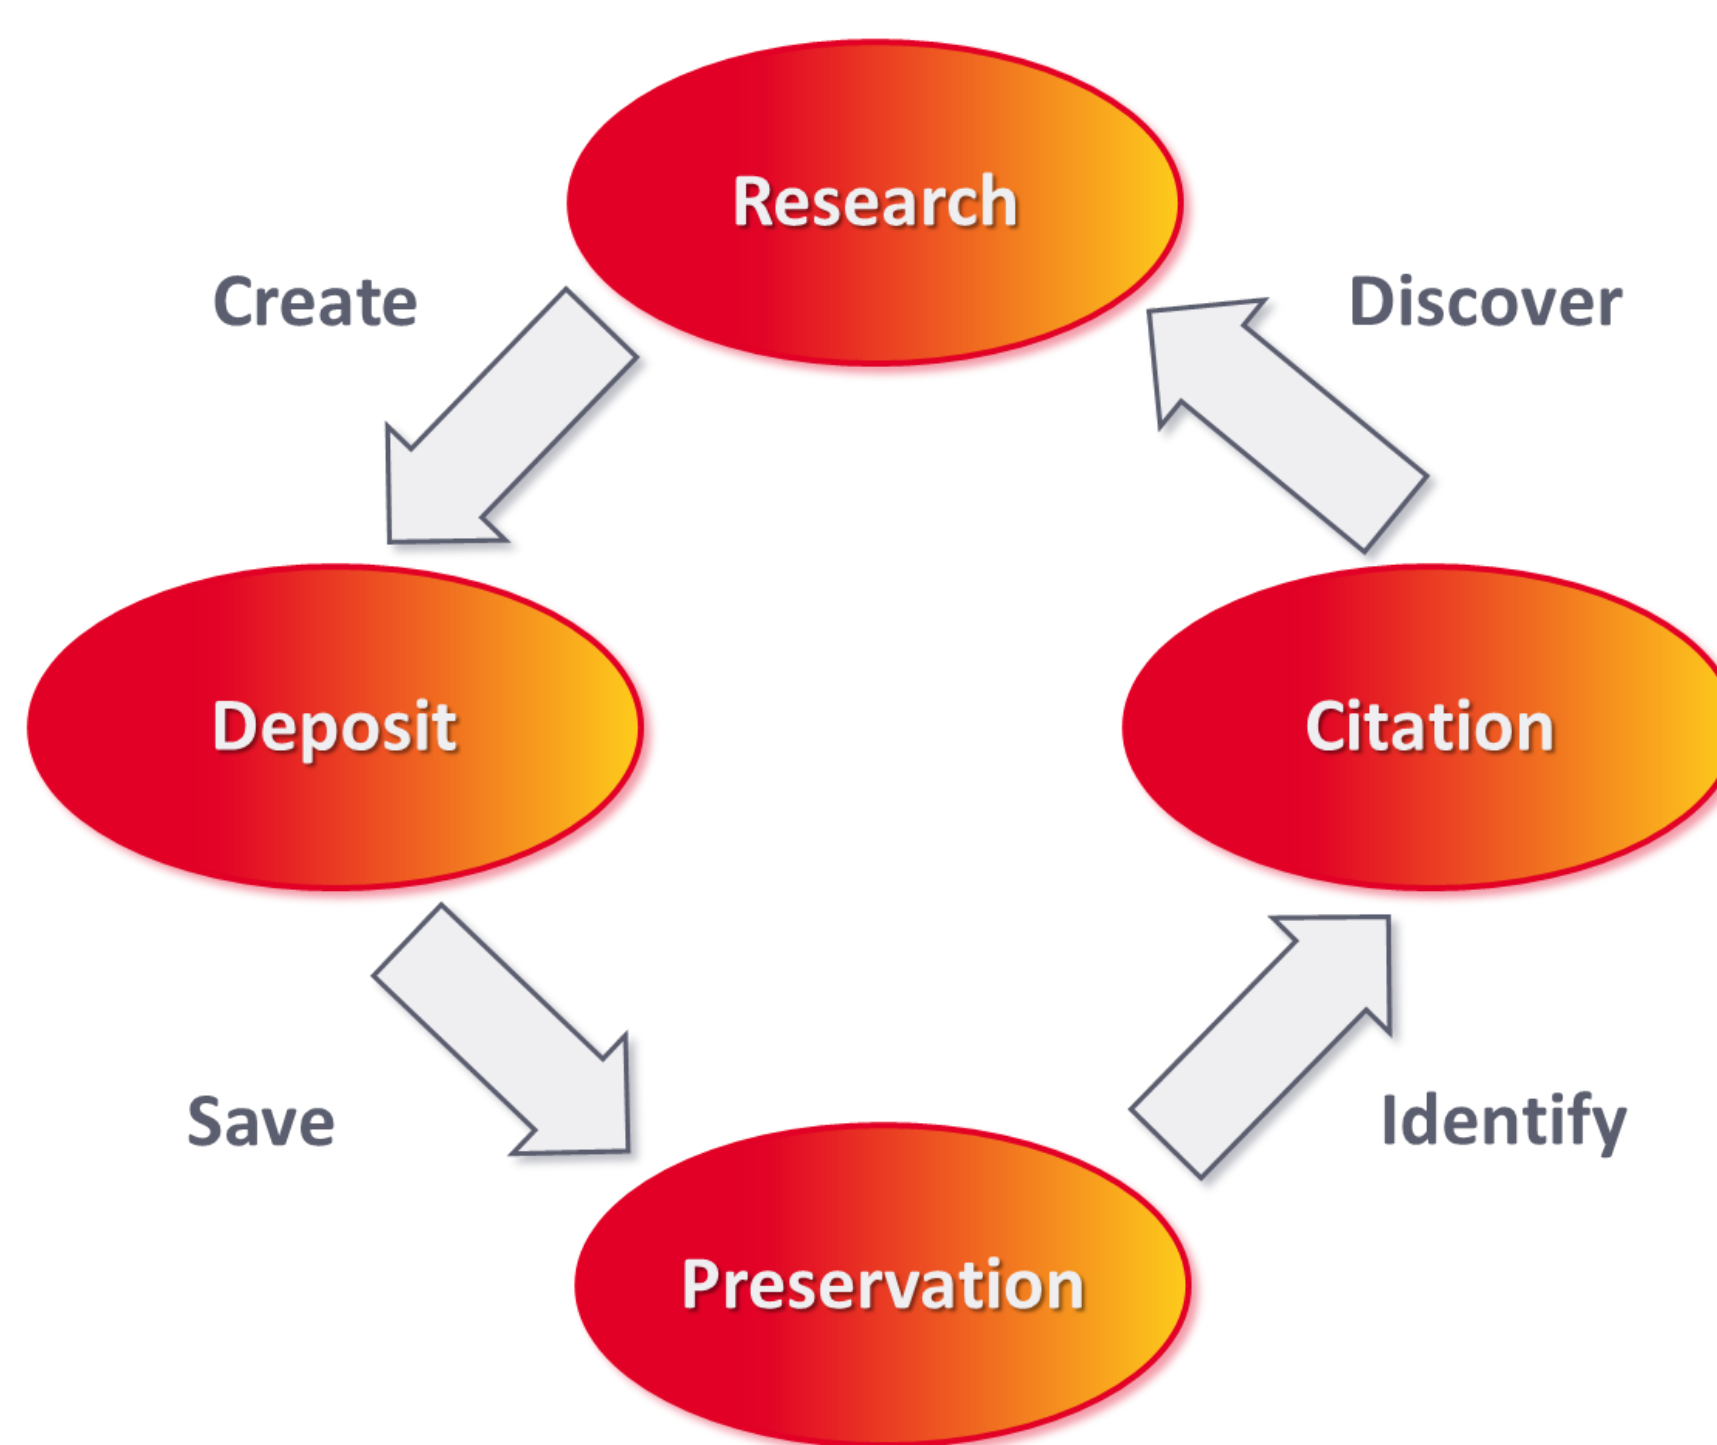 Research
Create
Discover
Deposit
Citation
Save
Identify
Preservation